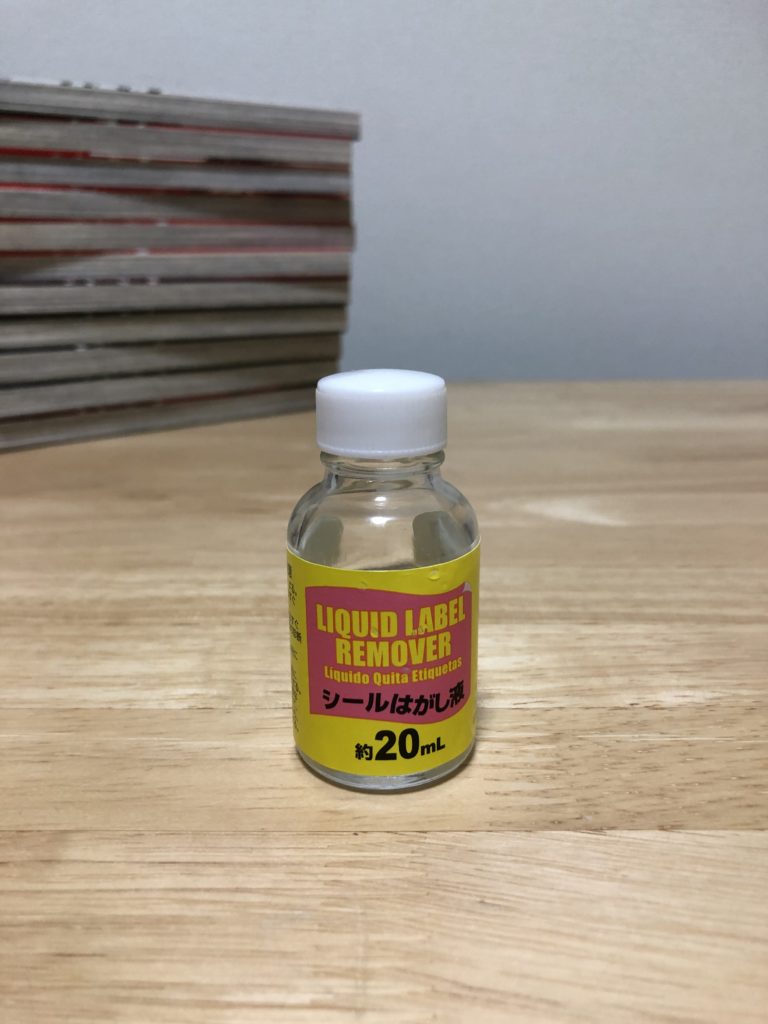 LIQUID LABEL
REMOVER
Líquido Quita Etiquetas
シールはがし液
約20mL